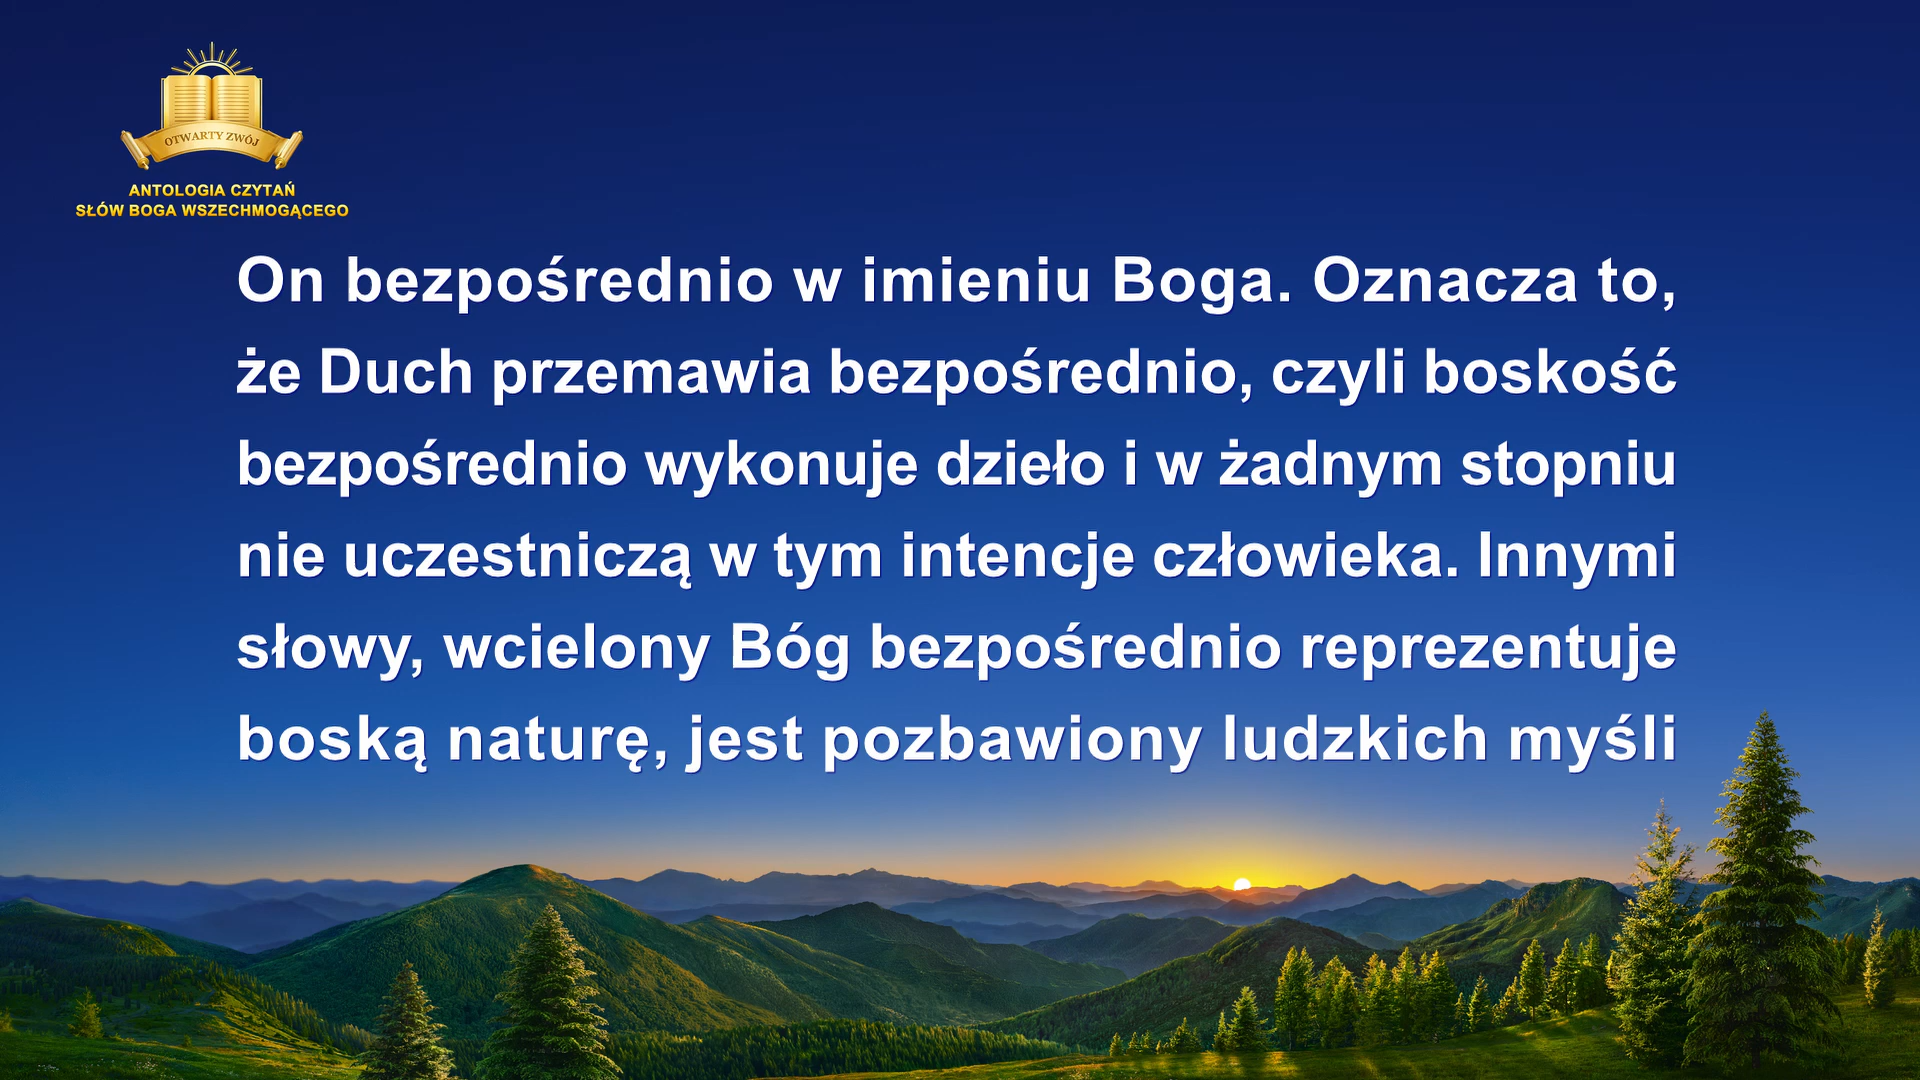 OTWARTY ZWÓJ
ANTOLOGIA CZYTAŃ
SŁÓW BOGA WSZECHMOGĄCEGO
On bezpośrednio w imieniu Boga. Oznacza to,
że Duch przemawia bezpośrednio, czyli boskość
bezpośrednio wykonuje dzieło i w żadnym stopniu
nie uczestniczą w tym intencje człowieka. Innymi
słowy, wcielony Bóg bezpośrednio reprezentuje
boską naturę, jest pozbawiony ludzkich myśli